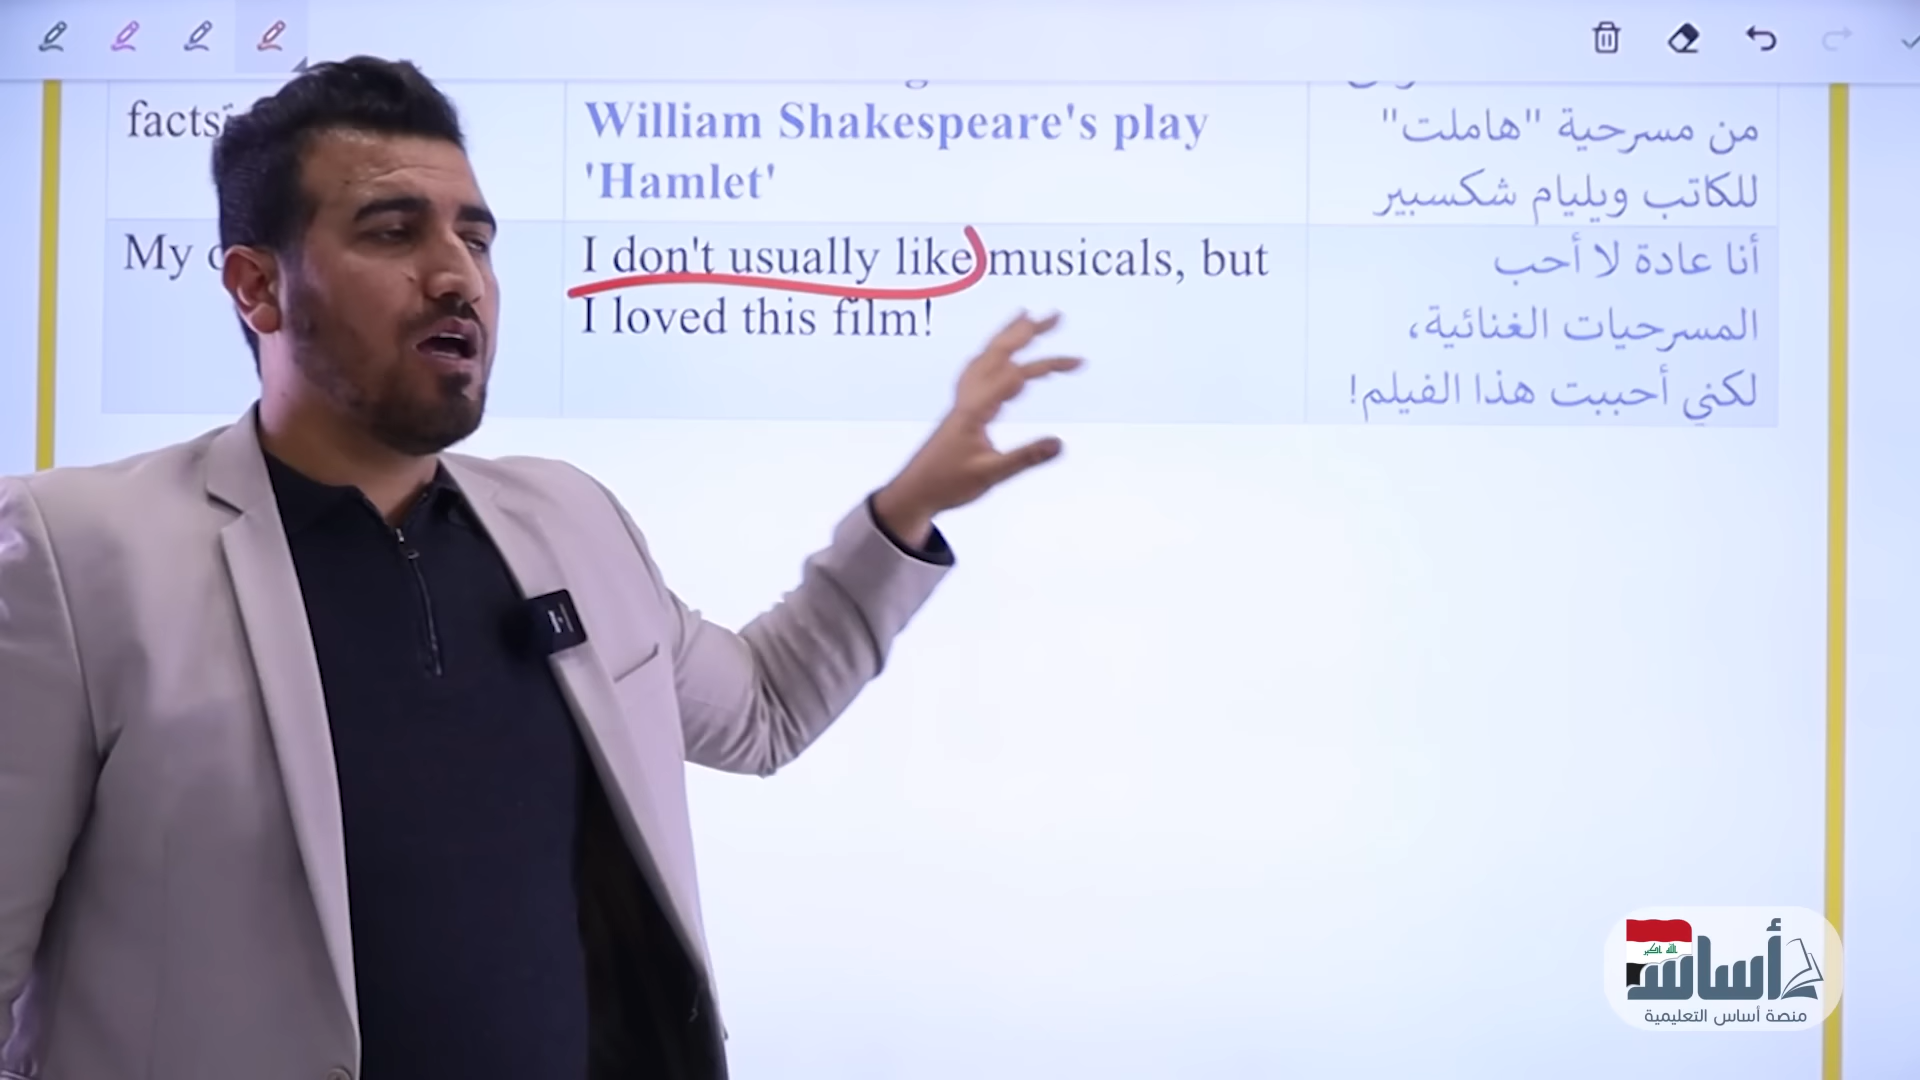 facts
William Shakespeare's play
'Hamlet'
من مسرحية "هاملت"
للكاتب ويليام شكسبير
My
I don't usually like musicals, but
I loved this film!
أنا عادة لا أحب
المسرحيات الغنائية،
لكني أحببت هذا الفيلم!
أساس
منصة أساس التعليمية